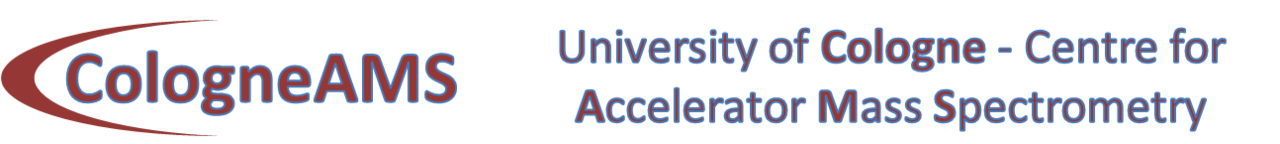 CologneAMS
University of Cologne - Centre for
Accelerator Mass Spectrometry